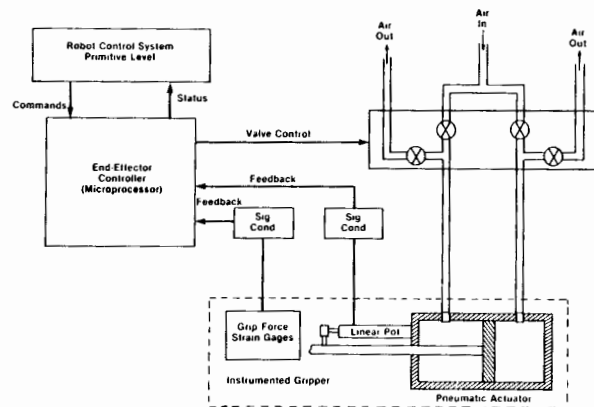 Air
In
Air
Out
Air
Out
Robot Control System
Primitive Level
Commands
Status
Valve Control
End-Effector
Controller
(Microprocessor)
Feedback
Feedback
Sig
Cond
Sig
Cond
Grip Force
Strain Gages
Linear Pot
Instrumented Gripper
Pneumatic Actuator